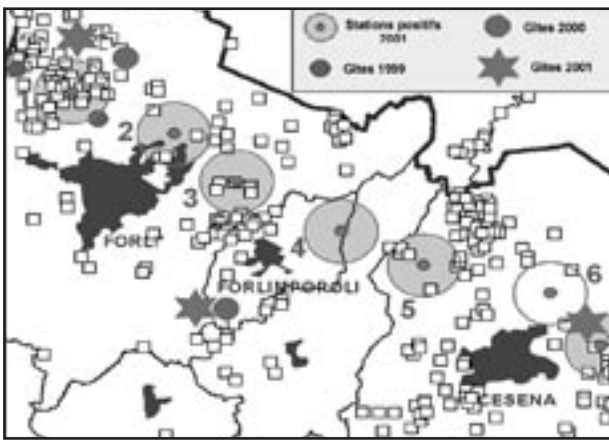 Stations positifs
2001
Gites 2000
Gites 1999
Gites 2001
2
3
FORLI
4
FORLIMPOPOLI
5
6
CESENA